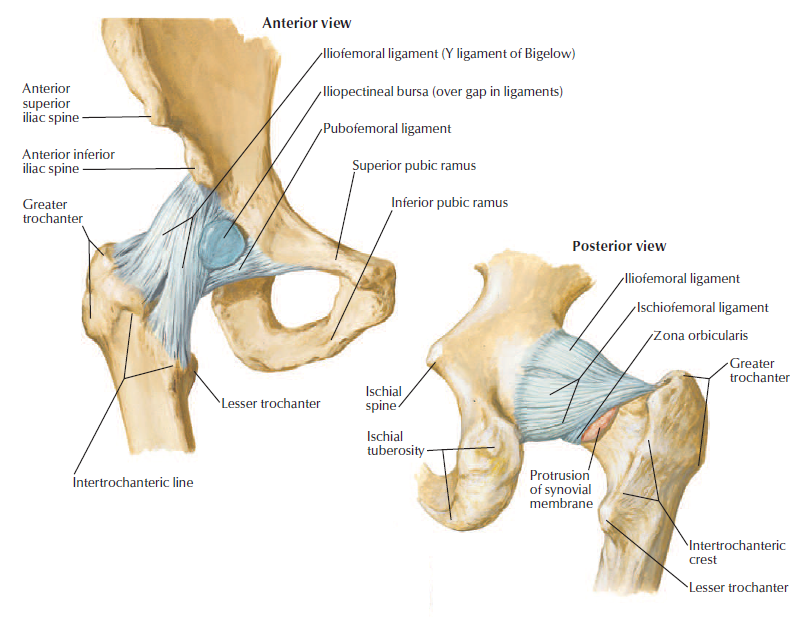 Anterior view
Iliofemoral ligament (Y ligament of Bigelow)
Iliopectineal bursa (over gap in ligaments)
Pubofemoral ligament
Superior pubic ramus
Inferior pubic ramus
Anterior
superior
iliac spine
Anterior inferior
iliac spine
Greater
trochanter
Lesser trochanter
Intertrochanteric line
Posterior view
Iliofemoral ligament
Ischiofemoral ligament
Zona orbicularis
Greater
trochanter
Ischial
spine
Ischial
tuberosity
Protrusion
of synovial
membrane
Intertrochanteric
crest
Lesser trochanter